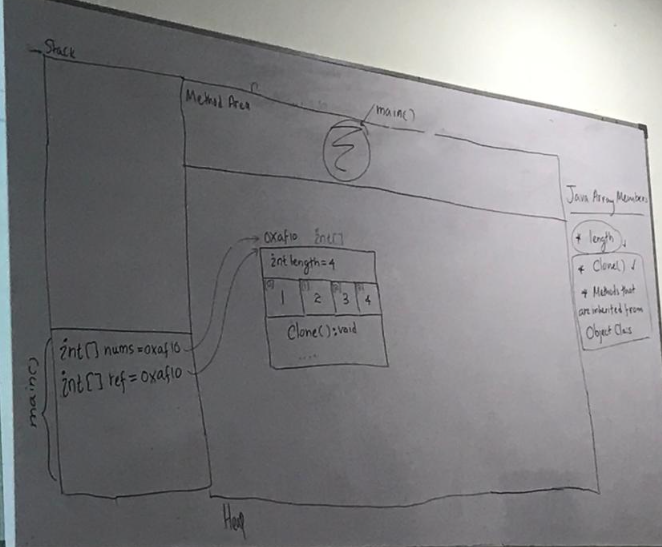 Stack
Method Area
main()
Java Array Members
* length
* Clone()
* Methods that
are inherited from
Object Class
0xaf10 int[]
int length=4
[0] 1 [1] 2 [2] 3 [3] 4
Clone():void
.....
int[] nums=0xaf10
int[] ref=0xaf10
main()
Heap